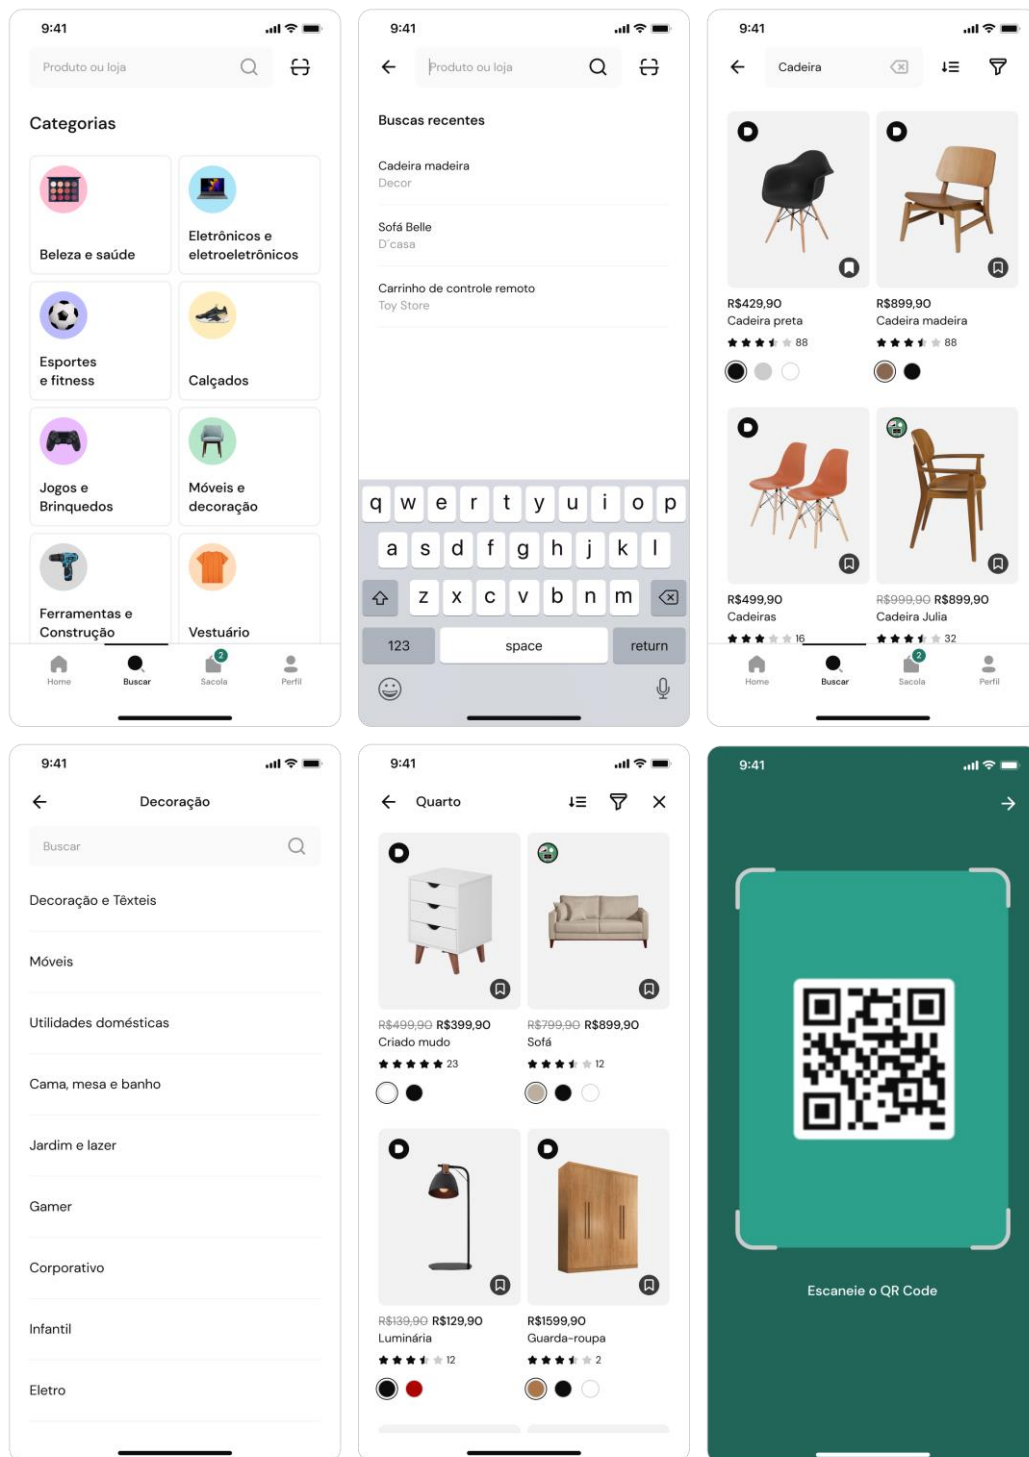 9:41
Produto ou loja
Categorias
Beleza e saúde
Eletrônicos e
eletroeletrônicos
Esportes
e fitness
Calçados
Jogos e
Brinquedos
Móveis e
decoração
Ferramentas e
Construção
Vestuário
2
Home
Buscar
Sacola
Perfil
9:41
Produto ou loja
Buscas recentes
Cadeira madeira
Decor
Sofá Belle
D´casa
Carrinho de controle remoto
Toy Store
q w e r t y u i o p
a s d f g h j k l
z x c v b n m
123 space return
9:41
Cadeira
R$429,90
Cadeira preta
88
R$899,90
Cadeira madeira
88
R$499,90
Cadeiras
16
R$999,90 R$899,90
Cadeira Julia
32
2
Home
Buscar
Sacola
Perfil
9:41
Decoração
Buscar
Decoração e Têxteis
Móveis
Utilidades domésticas
Cama, mesa e banho
Jardim e lazer
Gamer
Corporativo
Infantil
Eletro
9:41
Quarto
R$499,90 R$399,90
Criado mudo
23
R$799,90 R$899,90
Sofá
12
R$139,90 R$129,90
Luminária
12
R$1599,90
Guarda-roupa
2
9:41
Escaneie o QR Code